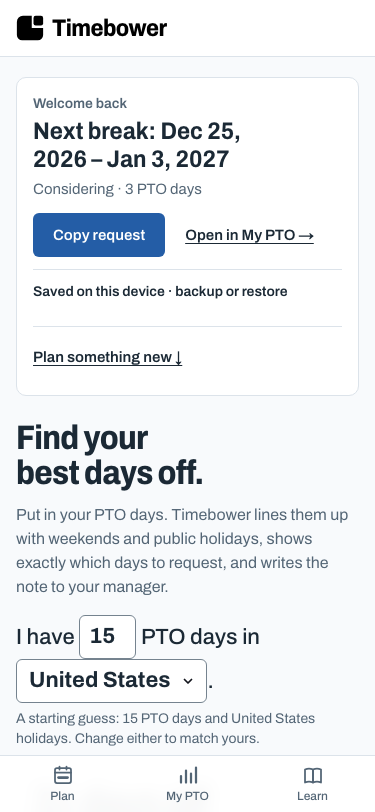 Timebower
Welcome back
Next break: Dec 25,
2026 – Jan 3, 2027
Considering · 3 PTO days
Copy request
Open in My PTO →
Saved on this device · backup or restore
Plan something new ↓
Find your
best days off.
Put in your PTO days. Timebower lines them up
with weekends and public holidays, shows
exactly which days to request, and writes the
note to your manager.
I have 15 PTO days in
United States .
A starting guess: 15 PTO days and United States
holidays. Change either to match yours.
Plan
My PTO
Learn